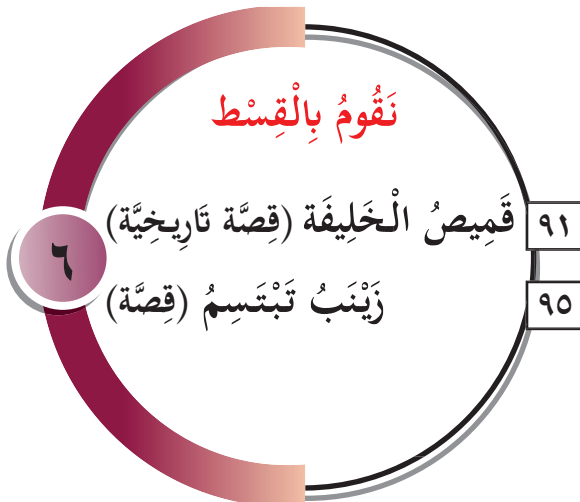 نَقُومُ بِالْقِسْط
قَمِيصُ الْخَلِيفَة (قِصَّة تَارِيخِيَّة) ٩١
٦
زَيْنَبُ تَبْتَسِمُ (قِصَّة) ٩٥